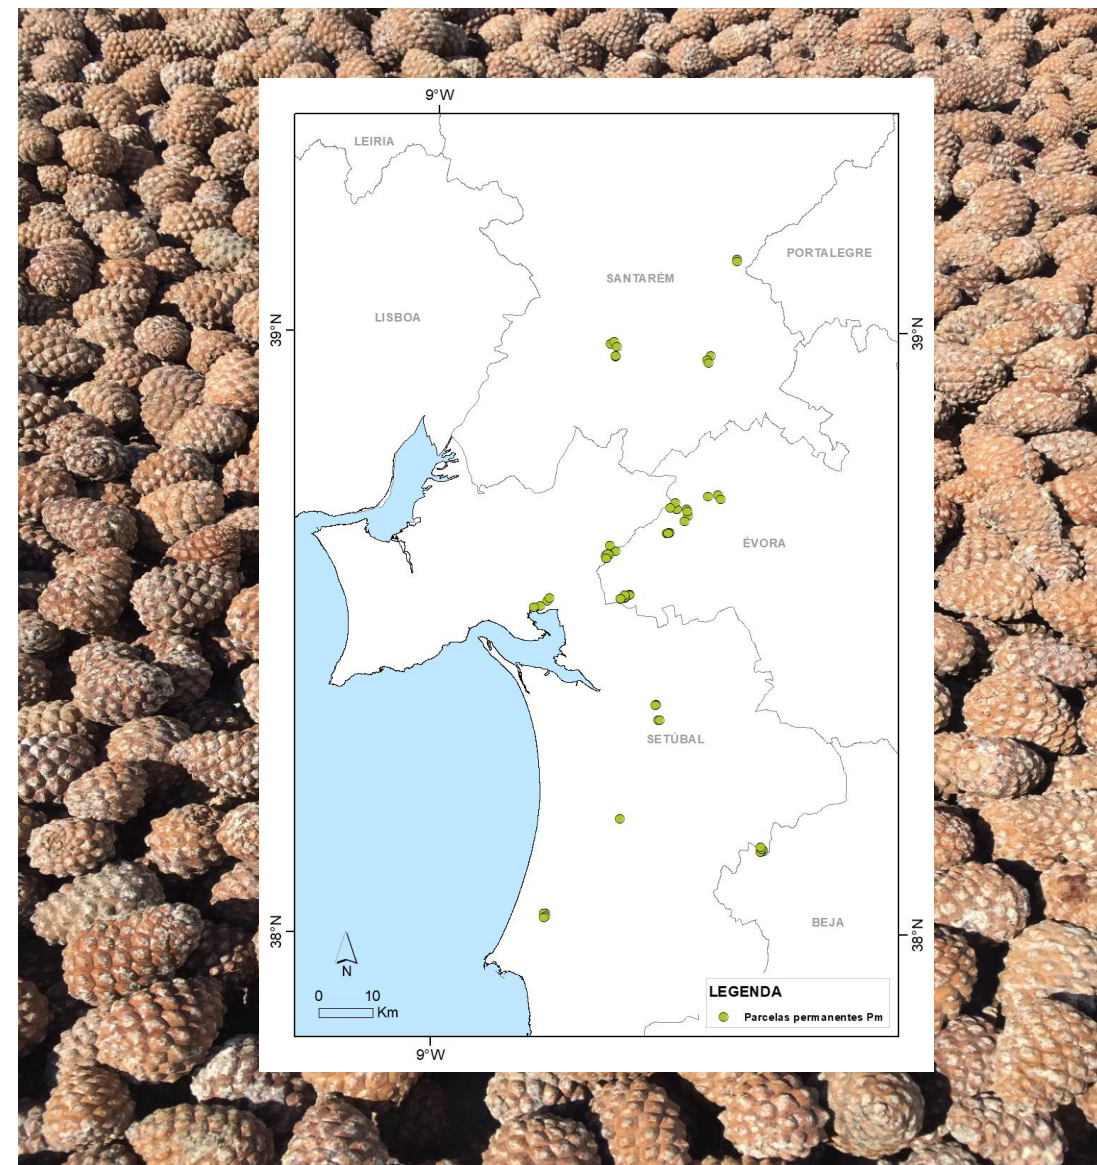 9°W
LEIRIA
PORTALEGRE
SANTARÉM
LISBOA
39°N
39°N
ÉVORA
SETÚBAL
BEJA
38°N
38°N
N
0 10
Km
LEGENDA
Parcelas permanentes Pm
9°W